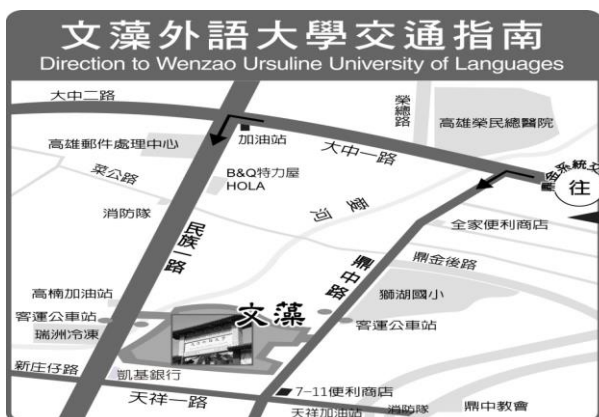 文藻外語大學交通指南
Direction to Wenzao Ursuline University of Languages
大中二路
榮總路
高雄榮民總醫院
加油站
高雄郵件處理中心
大中一路
鼎金系統交
往
菜公路
B&Q特力屋
HOLA
愛河
消防隊
全家便利商店
民族一路
鼎中路
鼎金後路
高楠加油站
獅湖國小
文藻
客運公車站
客運公車站
瑞洲冷凍
新庄仔路
凱基銀行
7-11便利商店
天祥一路
天祥加油站
消防隊
鼎中教會